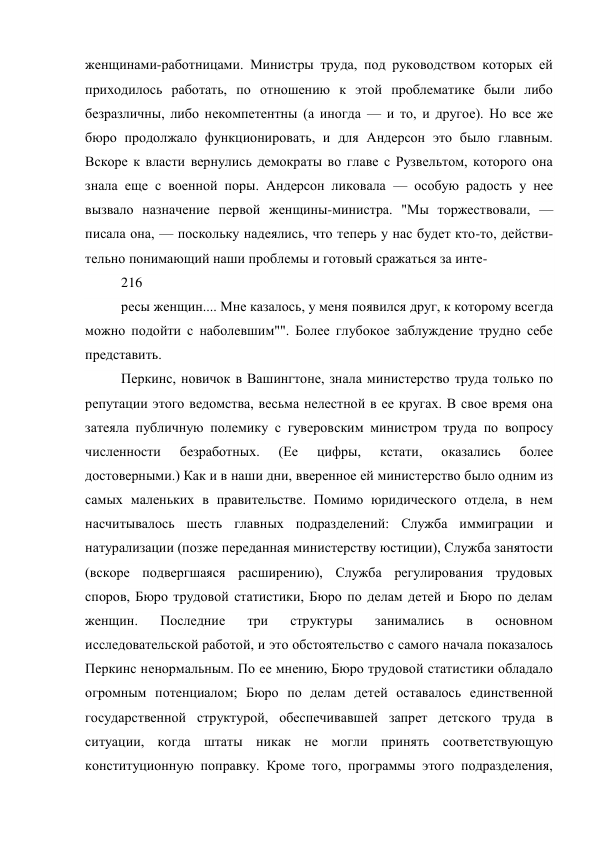 женщинами-работницами. Министры труда, под руководством которых ей
приходилось работать, по отношению к этой проблематике были либо
безразличны, либо некомпетентны (а иногда — и то, и другое). Но все же
бюро продолжало функционировать, и для Андерсон это было главным.
Вскоре к власти вернулись демократы во главе с Рузвельтом, которого она
знала еще с военной поры. Андерсон ликовала — особую радость у нее
вызвало назначение первой женщины-министра. "Мы торжествовали, —
писала она, — поскольку надеялись, что теперь у нас будет кто-то, действи-
тельно понимающий наши проблемы и готовый сражаться за инте-
216
ресы женщин.... Мне казалось, у меня появился друг, к которому всегда
можно подойти с наболевшим"". Более глубокое заблуждение трудно себе
представить.
Перкинс, новичок в Вашингтоне, знала министерство труда только по
репутации этого ведомства, весьма нелестной в ее кругах. В свое время она
затеяла публичную полемику с гуверовским министром труда по вопросу
численности безработных. (Ее цифры, кстати, оказались более
достоверными.) Как и в наши дни, вверенное ей министерство было одним из
самых маленьких в правительстве. Помимо юридического отдела, в нем
насчитывалось шесть главных подразделений: Служба иммиграции и
натурализации (позже переданная министерству юстиции), Служба занятости
(вскоре подвергшаяся расширению), Служба регулирования трудовых
споров, Бюро трудовой статистики, Бюро по делам детей и Бюро по делам
женщин. Последние три структуры занимались в основном
исследовательской работой, и это обстоятельство с самого начала показалось
Перкинс ненормальным. По ее мнению, Бюро трудовой статистики обладало
огромным потенциалом; Бюро по делам детей оставалось единственной
государственной структурой, обеспечивавшей запрет детского труда в
ситуации, когда штаты никак не могли принять соответствующую
конституционную поправку. Кроме того, программы этого подразделения,